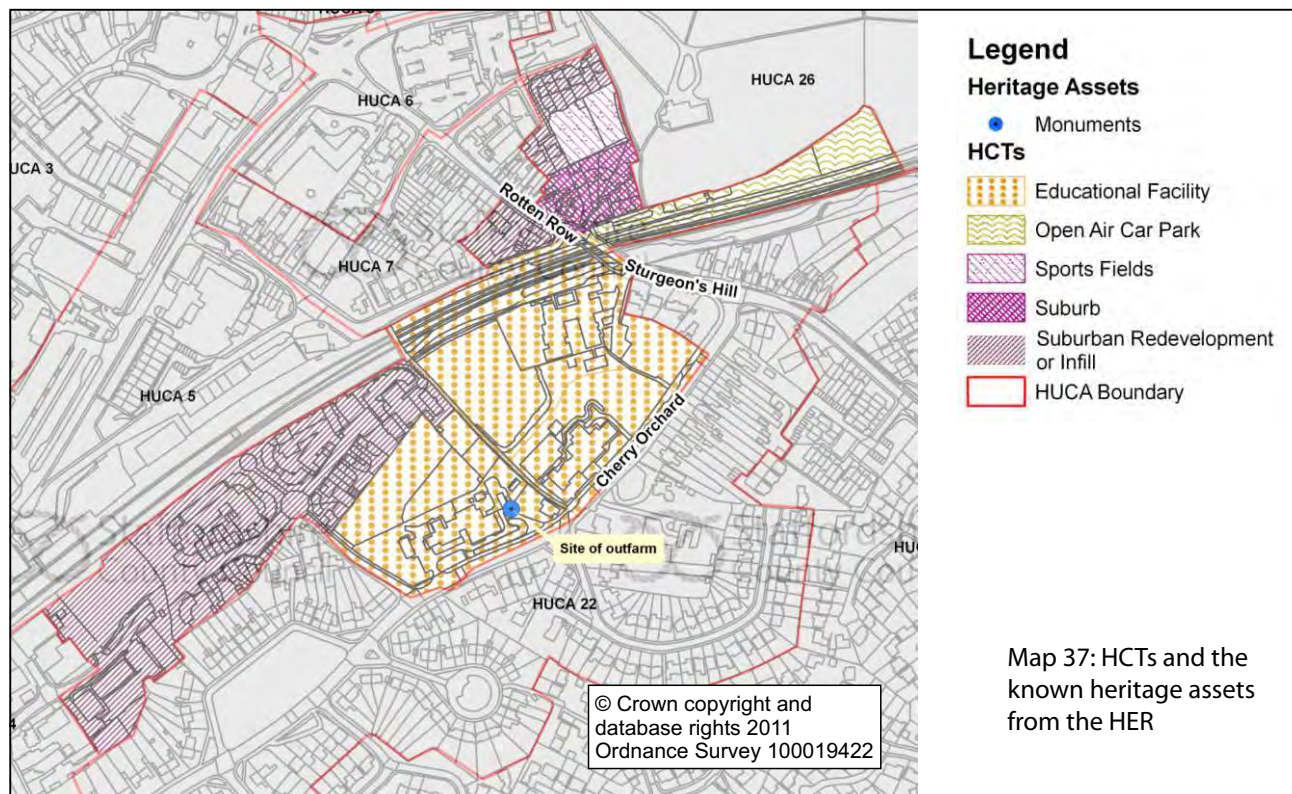 HUCA 6
HUCA 26
HUCA 3
Rotten Row
HUCA 7
Sturgeon's Hill
HUCA 5
Cherry Orchard
Site of outfarm
HUCA 22
© Crown copyright and
database rights 2011
Ordnance Survey 100019422
Legend
Heritage Assets
Monuments
HCTs
Educational Facility
Open Air Car Park
Sports Fields
Suburb
Suburban Redevelopment
or Infill
HUCA Boundary
Map 37: HCTs and the
known heritage assets
from the HER